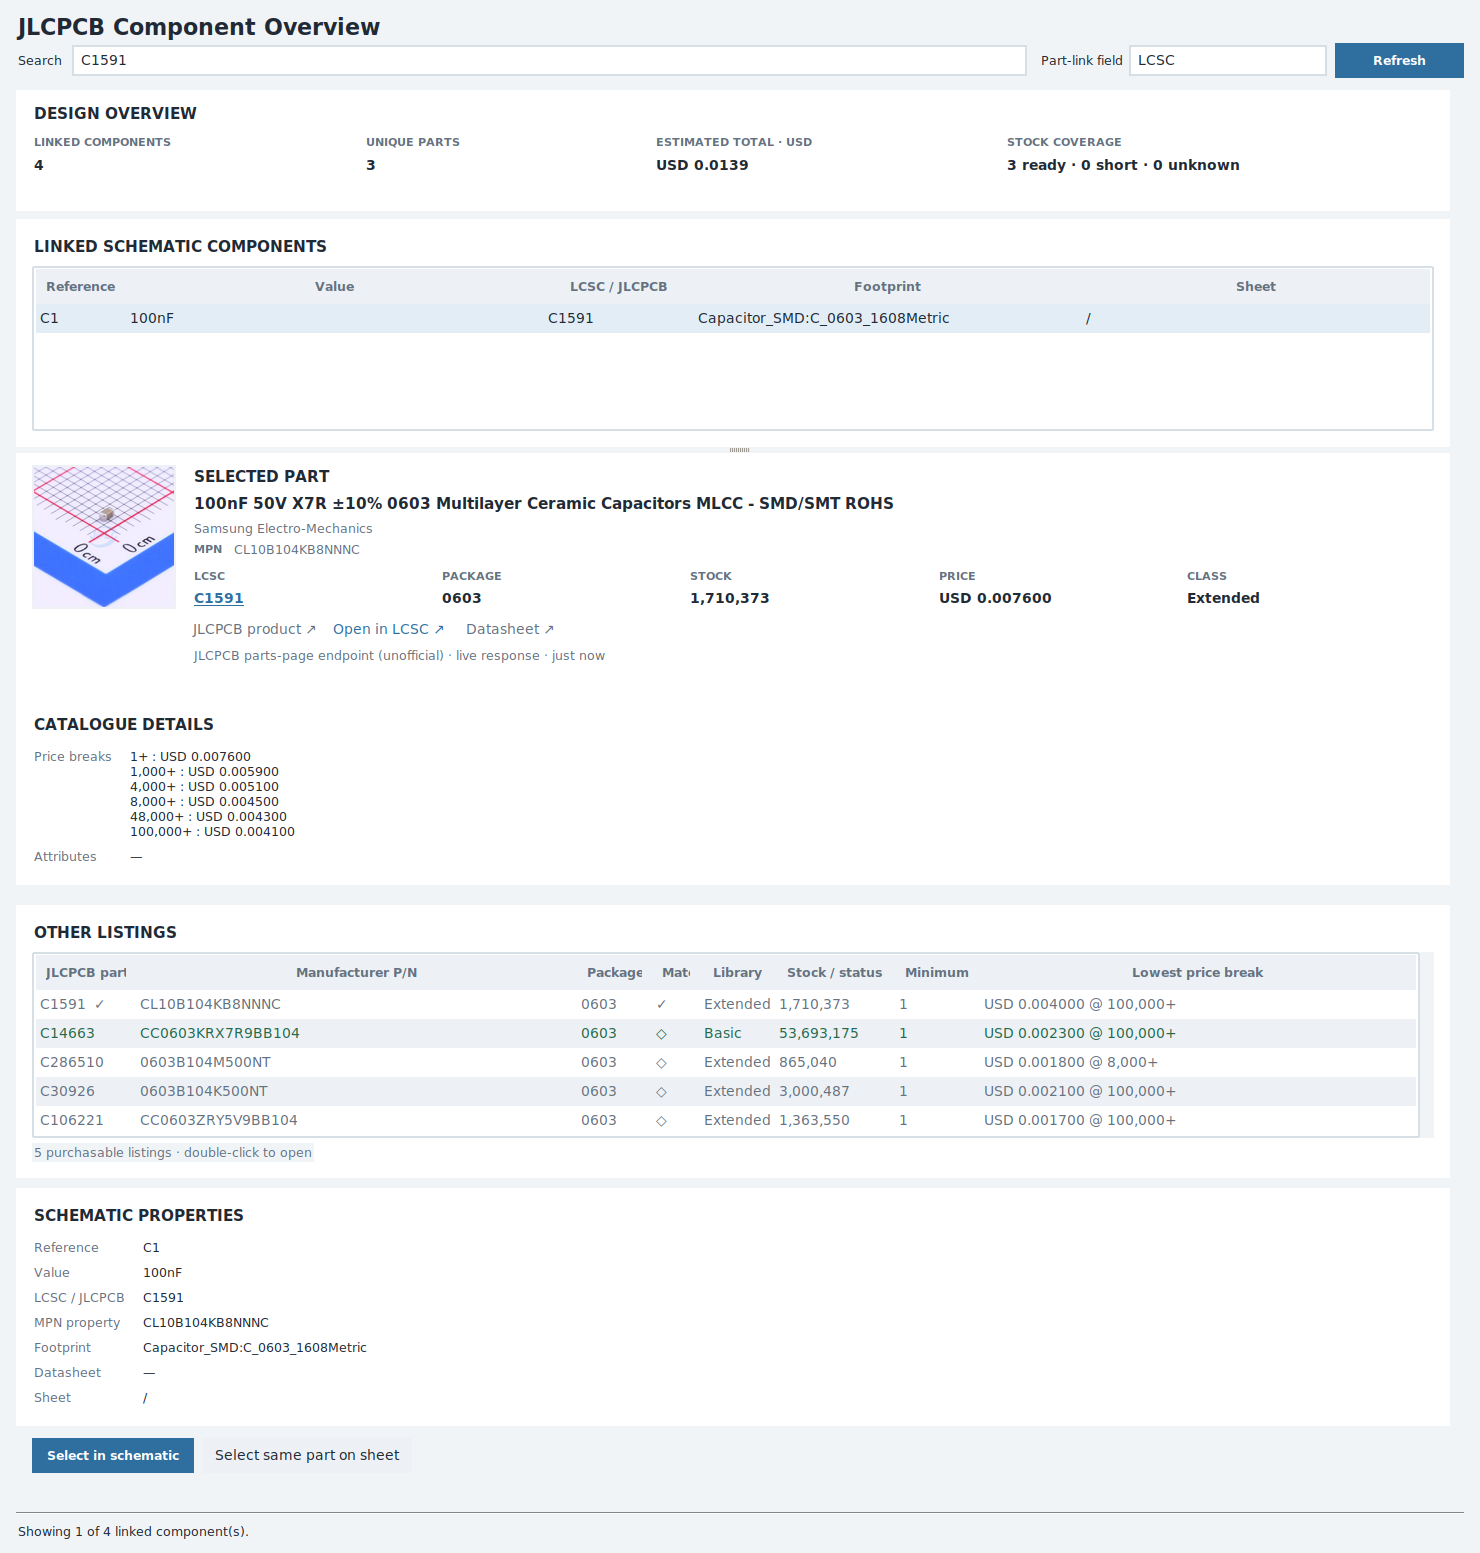 JLCPCB Component Overview
Search C1591 Part-link field LCSC Refresh
DESIGN OVERVIEW
LINKED COMPONENTS UNIQUE PARTS ESTIMATED TOTAL · USD STOCK COVERAGE
4 3 USD 0.0139 3 ready · 0 short · 0 unknown
LINKED SCHEMATIC COMPONENTS
Reference Value LCSC / JLCPCB Footprint Sheet
C1 100nF C1591 Capacitor_SMD:C_0603_1608Metric /
SELECTED PART
100nF 50V X7R ±10% 0603 Multilayer Ceramic Capacitors MLCC - SMD/SMT ROHS
Samsung Electro-Mechanics
MPN CL10B104KB8NNNC
0cm 0cm
LCSC PACKAGE STOCK PRICE CLASS
C1591 0603 1,710,373 USD 0.007600 Extended
JLCPCB product ↗ Open in LCSC ↗ Datasheet ↗
JLCPCB parts-page endpoint (unofficial) · live response · just now
CATALOGUE DETAILS
Price breaks 1+ : USD 0.007600
1,000+ : USD 0.005900
4,000+ : USD 0.005100
8,000+ : USD 0.004500
48,000+ : USD 0.004300
100,000+ : USD 0.004100
Attributes —
OTHER LISTINGS
JLCPCB part Manufacturer P/N Package Matc Library Stock / status Minimum Lowest price break
C1591 ✓ CL10B104KB8NNNC 0603 ✓ Extended 1,710,373 1 USD 0.004000 @ 100,000+
C14663 CC0603KRX7R9BB104 0603 ◇ Basic 53,693,175 1 USD 0.002300 @ 100,000+
C286510 0603B104M500NT 0603 ◇ Extended 865,040 1 USD 0.001800 @ 8,000+
C30926 0603B104K500NT 0603 ◇ Extended 3,000,487 1 USD 0.002100 @ 100,000+
C106221 CC0603ZRY5V9BB104 0603 ◇ Extended 1,363,550 1 USD 0.001700 @ 100,000+
5 purchasable listings · double-click to open
SCHEMATIC PROPERTIES
Reference C1
Value 100nF
LCSC / JLCPCB C1591
MPN property CL10B104KB8NNNC
Footprint Capacitor_SMD:C_0603_1608Metric
Datasheet —
Sheet /
Select in schematic Select same part on sheet
Showing 1 of 4 linked component(s).